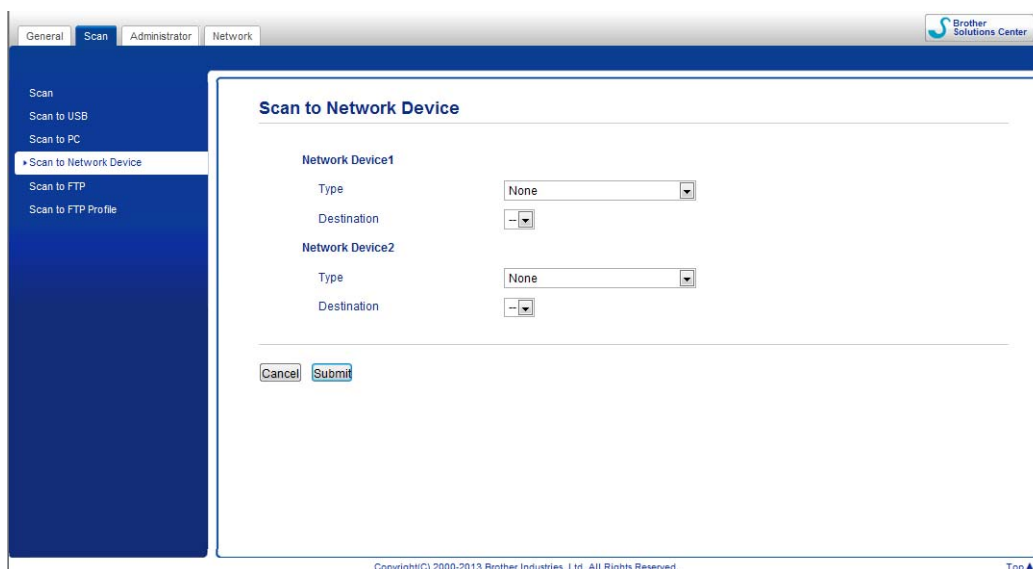 General Scan Administrator Network
Brother
Solutions Center
Scan
Scan to USB
Scan to PC
Scan to Network Device
Scan to FTP
Scan to FTP Profile
Scan to Network Device
Network Device1
Type None
Destination --
Network Device2
Type None
Destination --
Cancel Submit
Copyright(C) 2000-2013 Brother Industries, Ltd. All Rights Reserved. Top▲